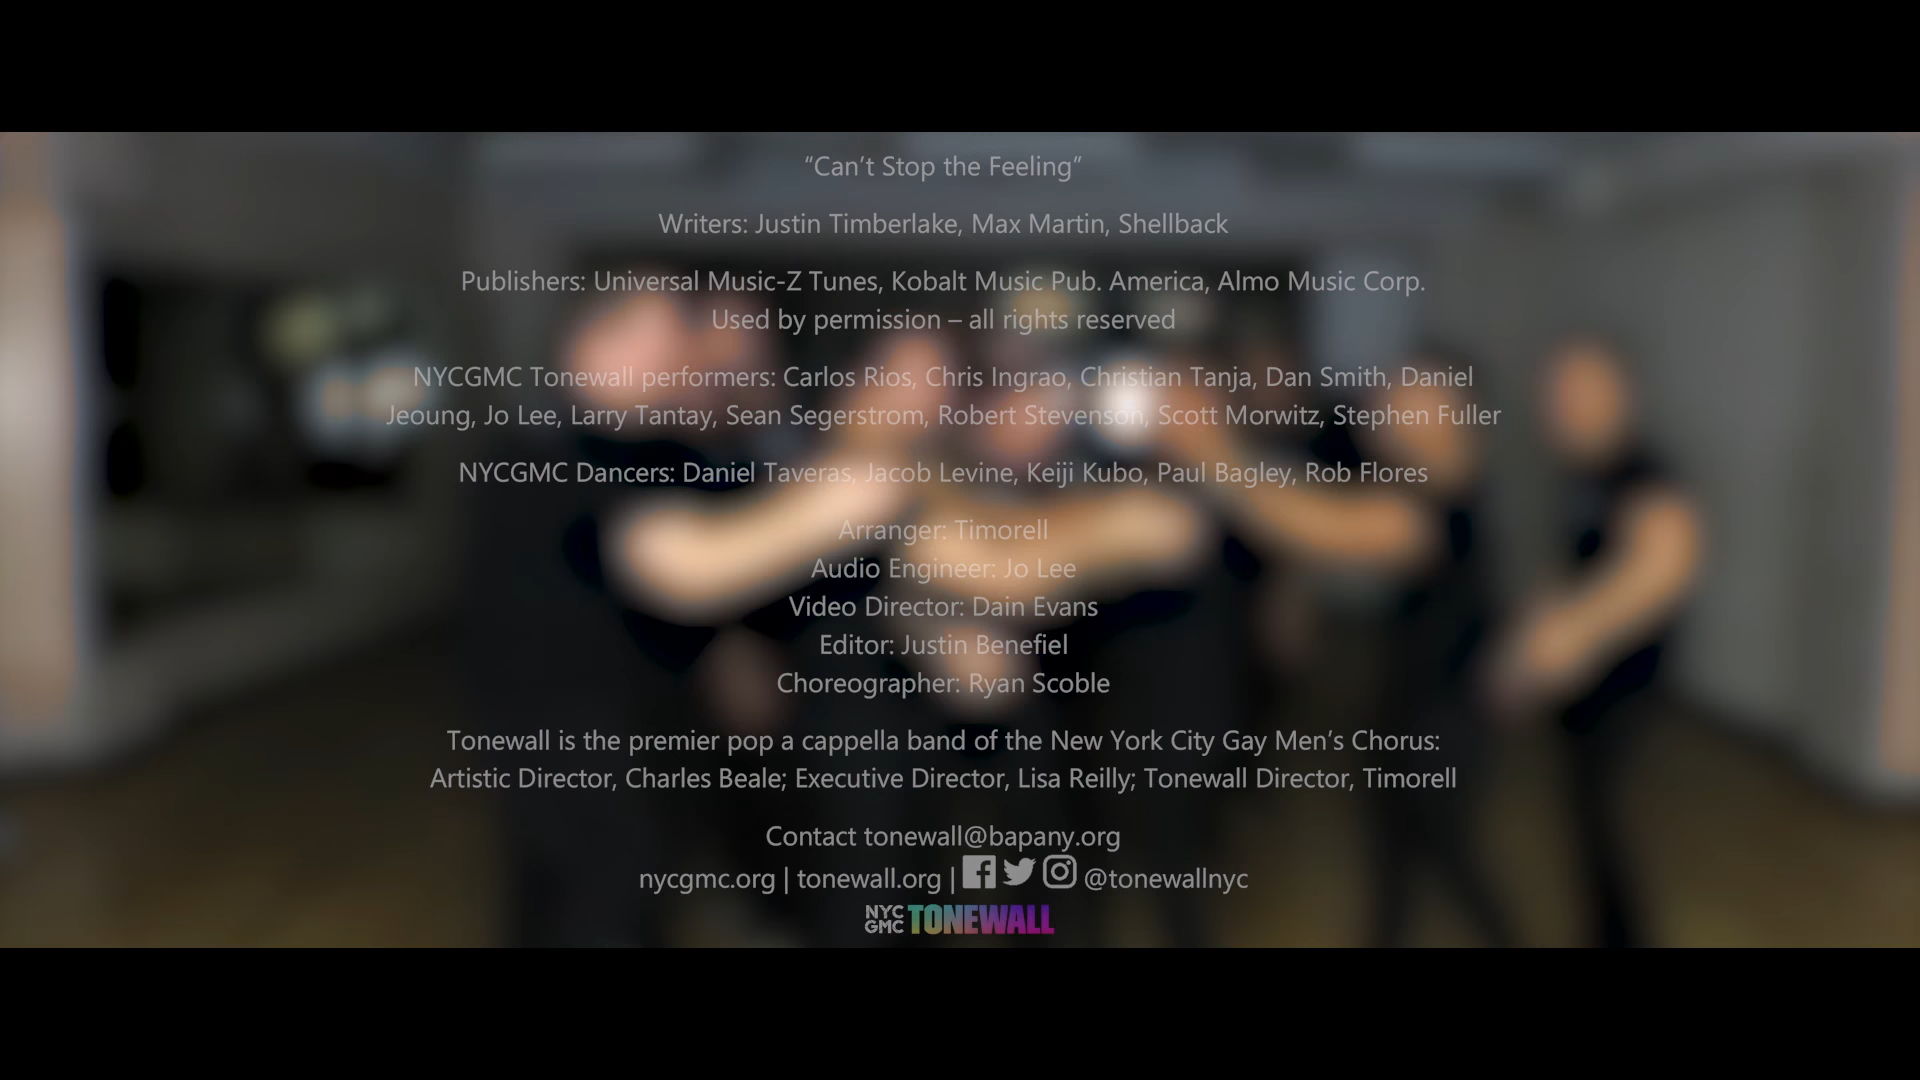 “Can’t Stop the Feeling”
Writers: Justin Timberlake, Max Martin, Shellback
Publishers: Universal Music-Z Tunes, Kobalt Music Pub. America, Almo Music Corp.
Used by permission – all rights reserved
NYCGMC Tonewall performers: Carlos Rios, Chris Ingrao, Christian Tanja, Dan Smith, Daniel
Jeoung, Jo Lee, Larry Tantay, Sean Segerstrom, Robert Stevenson, Scott Morwitz, Stephen Fuller
NYCGMC Dancers: Daniel Taveras, Jacob Levine, Keiji Kubo, Paul Bagley, Rob Flores
Arranger: Timorell
Audio Engineer: Jo Lee
Video Director: Dain Evans
Editor: Justin Benefiel
Choreographer: Ryan Scoble
Tonewall is the premier pop a cappella band of the New York City Gay Men’s Chorus:
Artistic Director, Charles Beale; Executive Director, Lisa Reilly; Tonewall Director, Timorell
Contact tonewall@bapany.org
nycgmc.org | tonewall.org | @tonewallnyc
NYC GMC TONEWALL